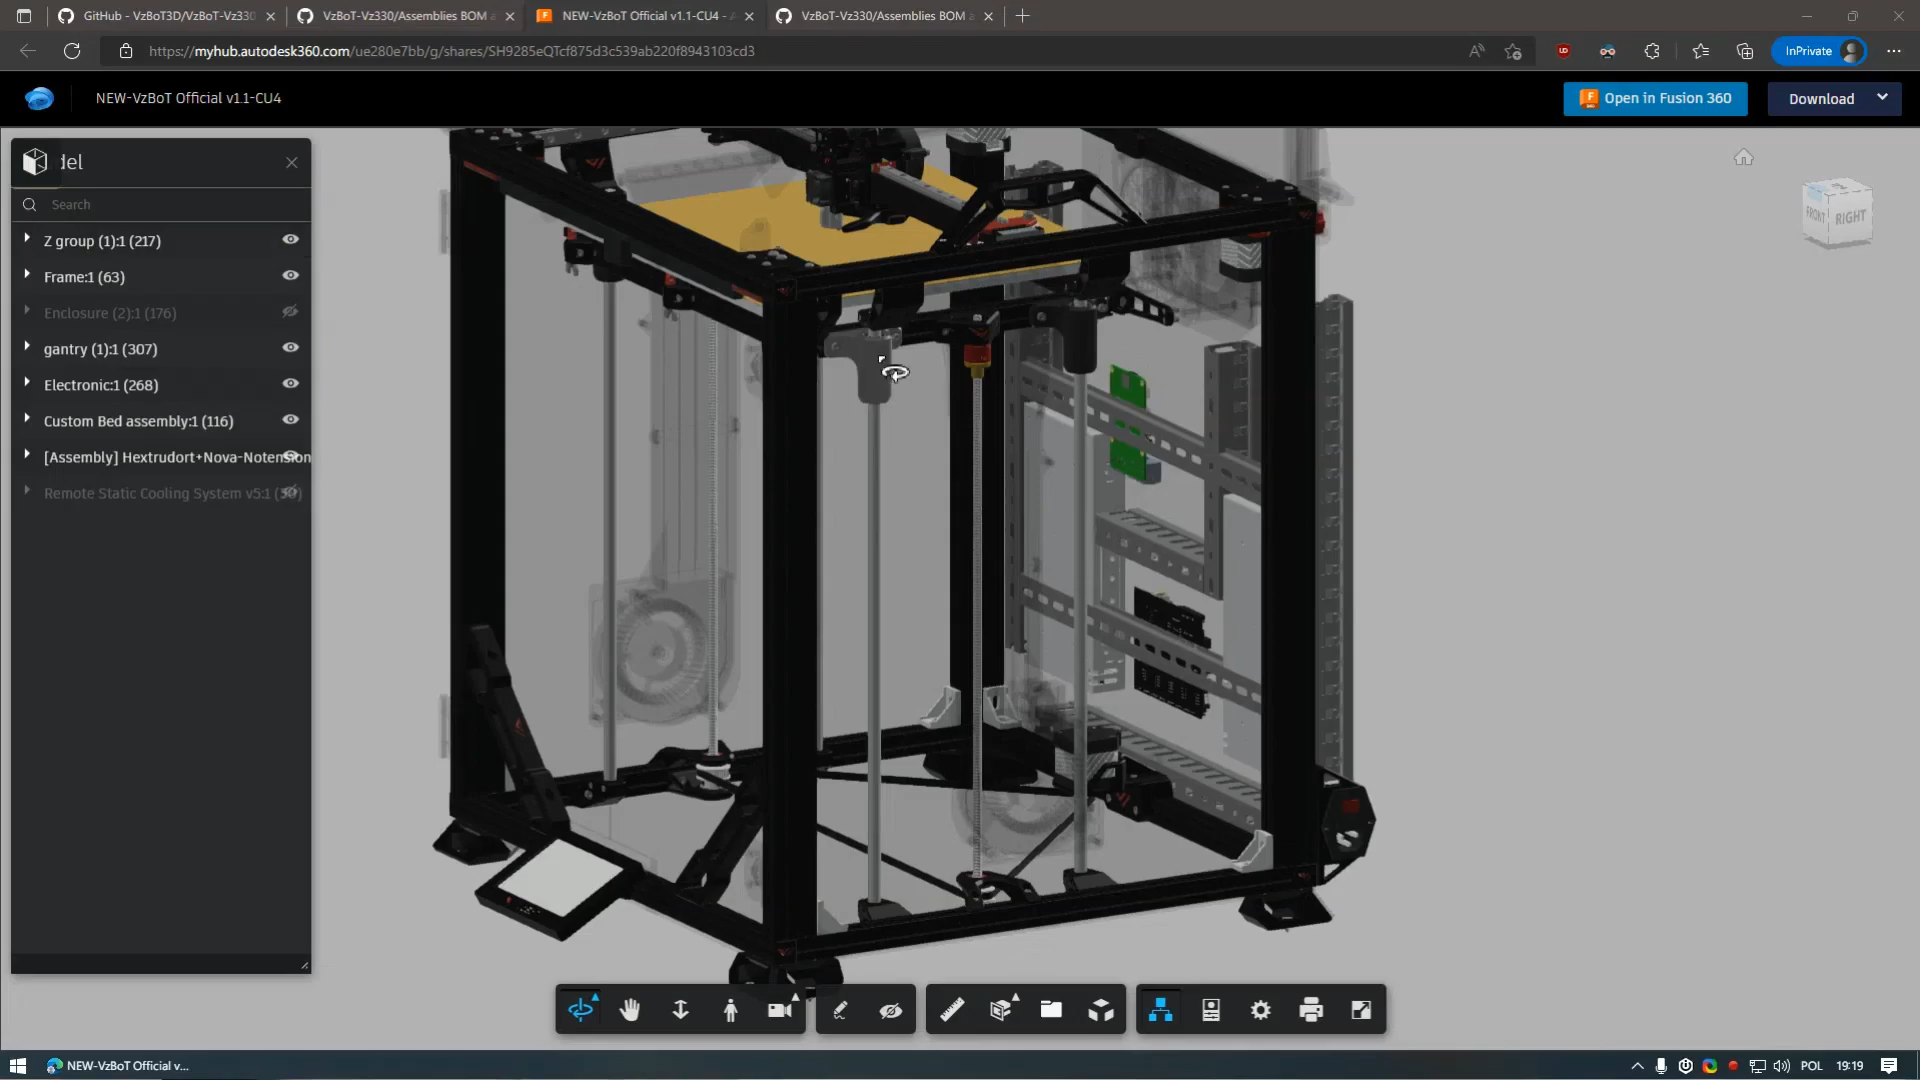 GitHub - VzBoT3D/VzBoT-Vz330
VzBoT-Vz330/Assemblies BOM a
NEW-VzBoT Official v1.1-CU4 - A
VzBoT-Vz330/Assemblies BOM a
https://myhub.autodesk360.com/ue280e7bb/g/shares/SH9285eQTcf875d3c539ab220f8943103cd3
InPrivate
NEW-VzBoT Official v1.1-CU4
Open in Fusion 360
Download
del
Search
Z group (1):1 (217)
Frame:1 (63)
Enclosure (2):1 (176)
gantry (1):1 (307)
Electronic:1 (268)
Custom Bed assembly:1 (116)
[Assembly] Hextrudort+Nova-Notension
Remote Static Cooling System v5:1
FRONT
RIGHT
NEW-VzBoT Official v...
POL
19:19